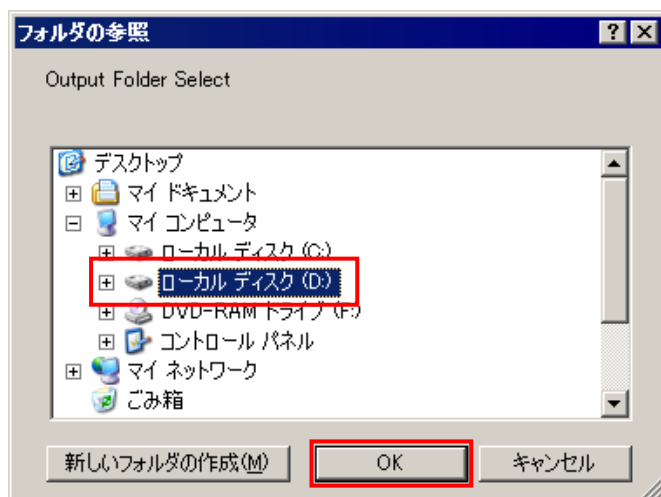 フォルダの参照
Output Folder Select
デスクトップ
マイ ドキュメント
マイ コンピュータ
ローカル ディスク (C:)
ローカル ディスク (D:)
DVD-RAM ドライブ (F:)
コントロール パネル
マイ ネットワーク
ごみ箱
新しいフォルダの作成(M) OK キャンセル